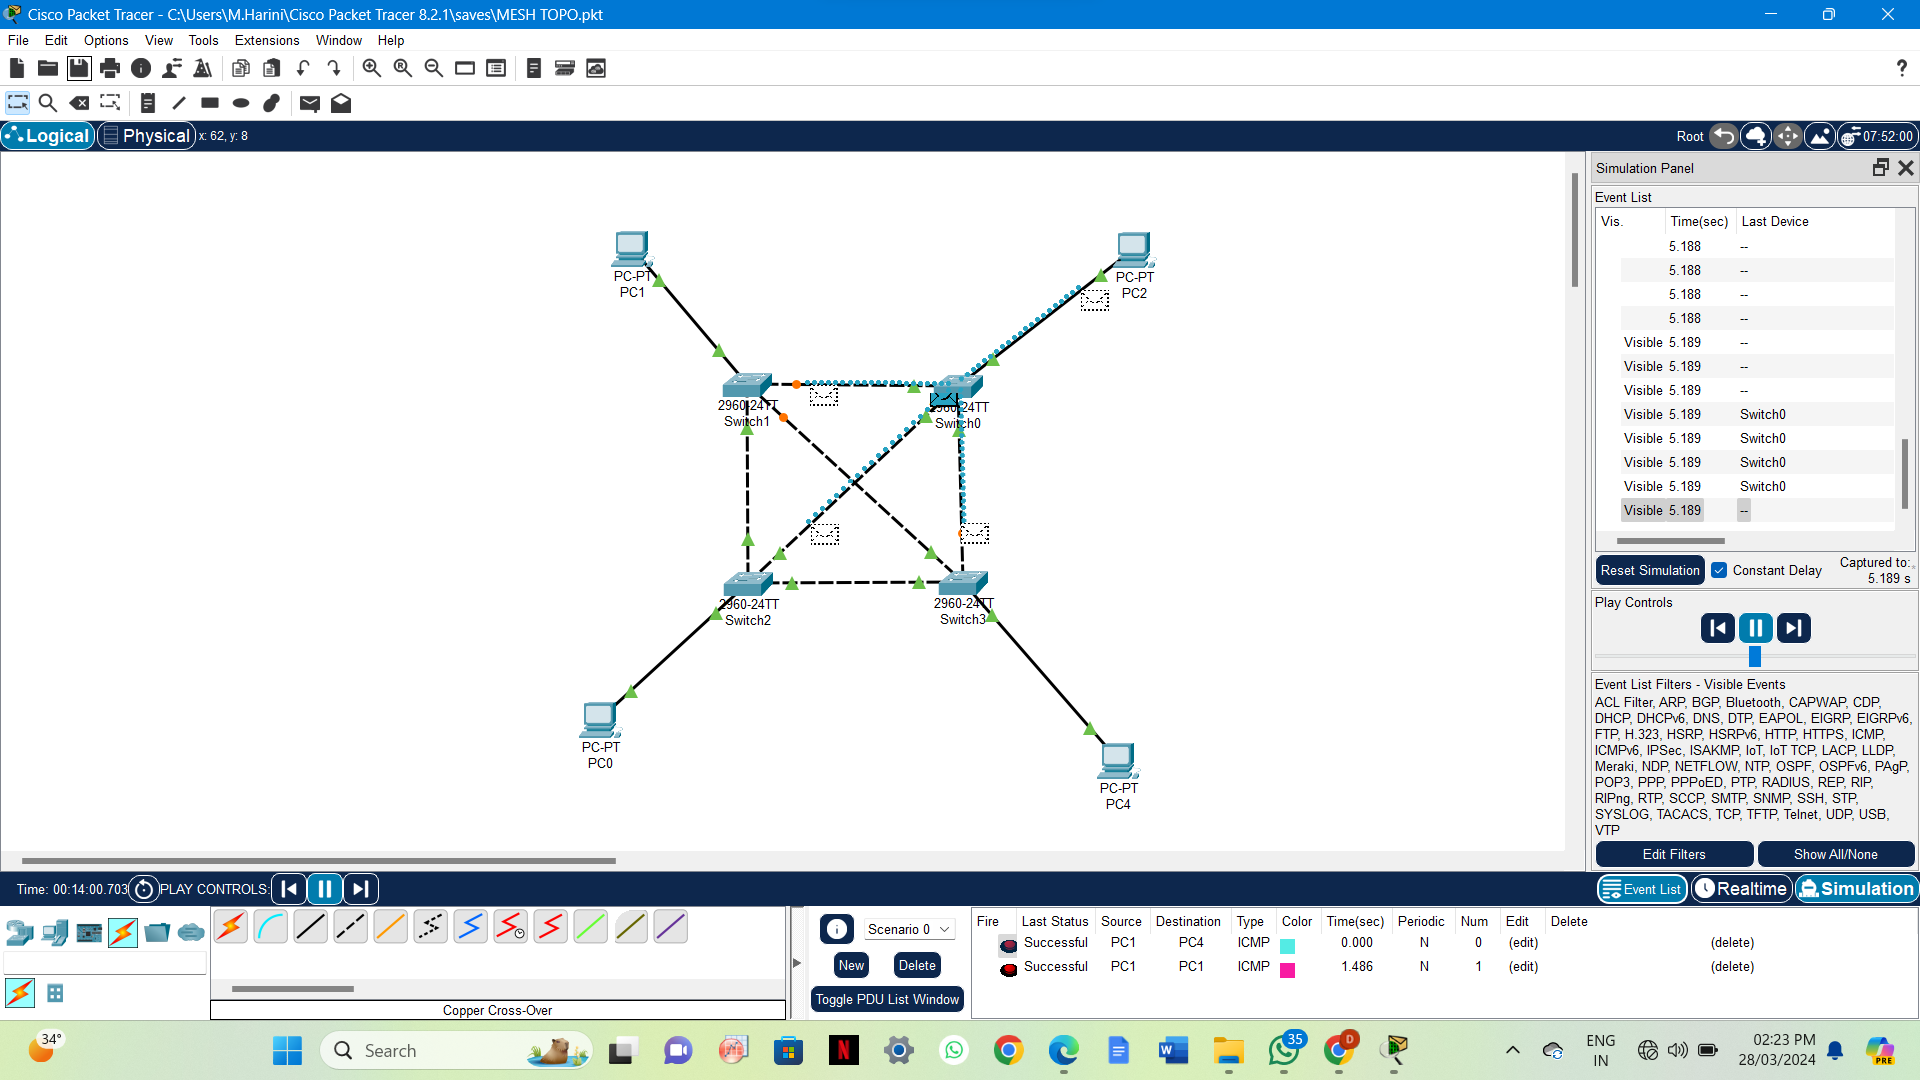 Cisco Packet Tracer - C:\Users\M.Harini\Cisco Packet Tracer 8.2.1\saves\MESH TOPO.pkt
File Edit Options View Tools Extensions Window Help
Logical Physical x: 62, y: 8 Root 07:52:00
Simulation Panel
Event List
Vis. Time(sec) Last Device
5.188 --
5.188 --
5.188 --
5.188 --
Visible 5.189 --
Visible 5.189 --
Visible 5.189 --
Visible 5.189 Switch0
Visible 5.189 Switch0
Visible 5.189 Switch0
Visible 5.189 Switch0
Visible 5.189 --
Reset Simulation Constant Delay Captured to:
5.189 s
Play Controls
Event List Filters - Visible Events
ACL Filter, ARP, BGP, Bluetooth, CAPWAP, CDP,
DHCP, DHCPv6, DNS, DTP, EAPOL, EIGRP, EIGRPv6,
FTP, H.323, HSRP, HSRPv6, HTTP, HTTPS, ICMP,
ICMPv6, IPSec, ISAKMP, IoT, IoT TCP, LACP, LLDP,
Meraki, NDP, NETFLOW, NTP, OSPF, OSPFv6, PAgP,
POP3, PPP, PPPoED, PTP, RADIUS, REP, RIP,
RIPng, RTP, SCCP, SMTP, SNMP, SSH, STP,
SYSLOG, TACACS, TCP, TFTP, Telnet, UDP, USB,
VTP
Edit Filters Show All/None
PC-PT
PC1
PC-PT
PC2
2960-24TT
Switch1
2960-24TT
Switch0
2960-24TT
Switch2
2960-24TT
Switch3
PC-PT
PC0
PC-PT
PC4
Time: 00:14:00.703 PLAY CONTROLS: Event List Realtime Simulation
Scenario 0
New Delete
Toggle PDU List Window
Copper Cross-Over
Fire Last Status Source Destination Type Color Time(sec) Periodic Num Edit Delete
Successful PC1 PC4 ICMP 0.000 N 0 (edit) (delete)
Successful PC1 PC1 ICMP 1.486 N 1 (edit) (delete)
34°
Search
N
W
35
D
ENG
IN
02:23 PM
28/03/2024
PRE